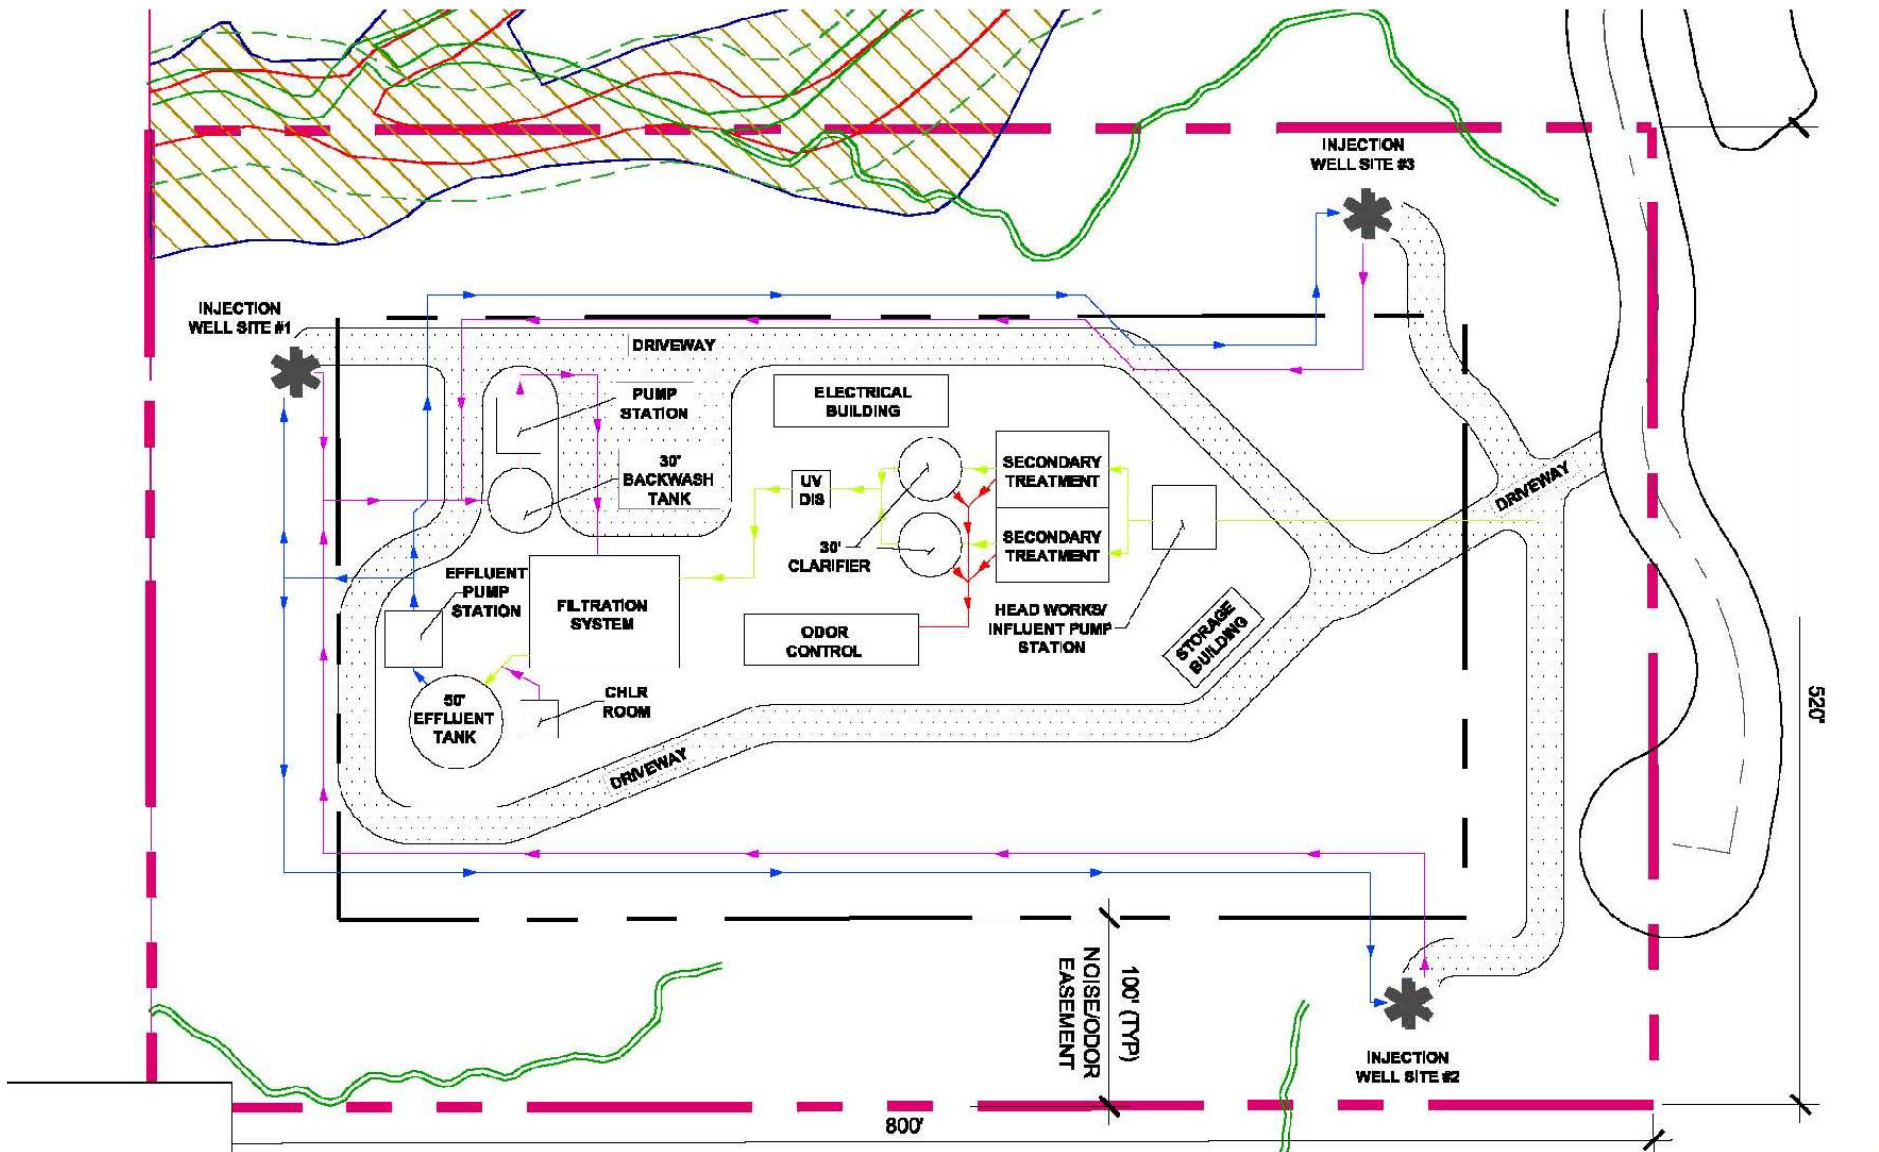 INJECTION
WELL SITE #3
INJECTION
WELL SITE #1
DRIVEWAY
PUMP
STATION
ELECTRICAL
BUILDING
30'
BACKWASH
TANK
UV
DIS
SECONDARY
TREATMENT
SECONDARY
TREATMENT
DRIVEWAY
30'
CLARIFIER
EFFLUENT
PUMP
STATION
FILTRATION
SYSTEM
ODOR
CONTROL
HEAD WORKS/
INFLUENT PUMP
STATION
STORAGE
BUILDING
50'
EFFLUENT
TANK
CHLR
ROOM
DRIVEWAY
520'
100' (TYP)
NOISE/ODOR
EASEMENT
INJECTION
WELL SITE #2
800'